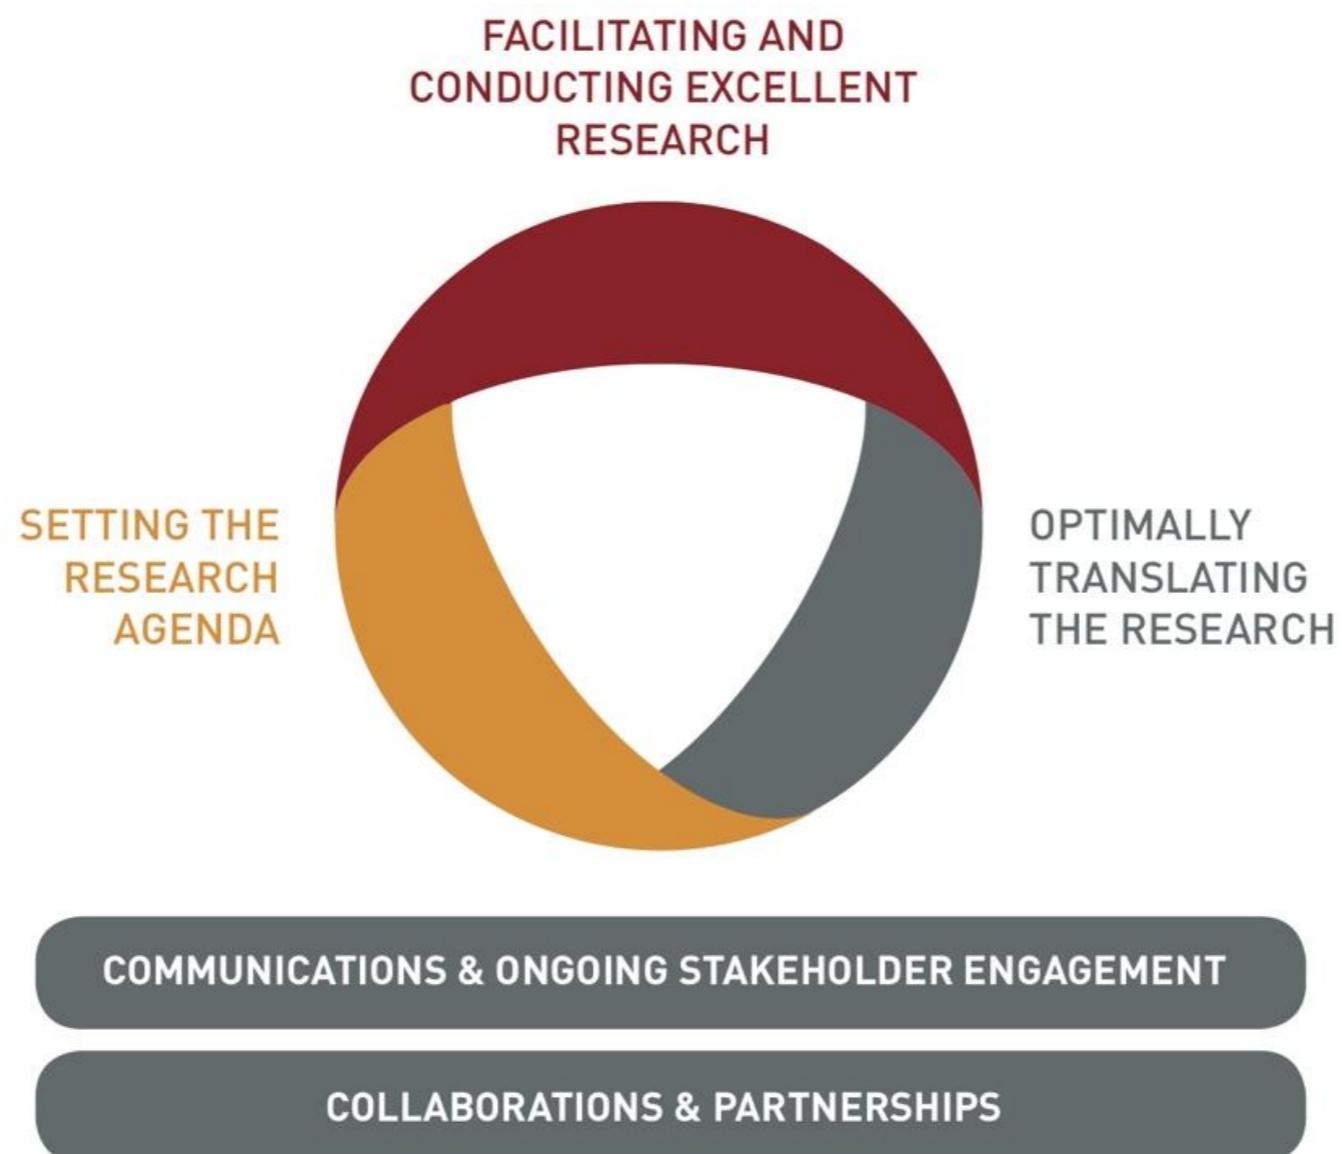 FACILITATING AND
CONDUCTING EXCELLENT
RESEARCH
SETTING THE
RESEARCH
AGENDA
OPTIMALLY
TRANSLATING
THE RESEARCH
COMMUNICATIONS & ONGOING STAKEHOLDER ENGAGEMENT
COLLABORATIONS & PARTNERSHIPS